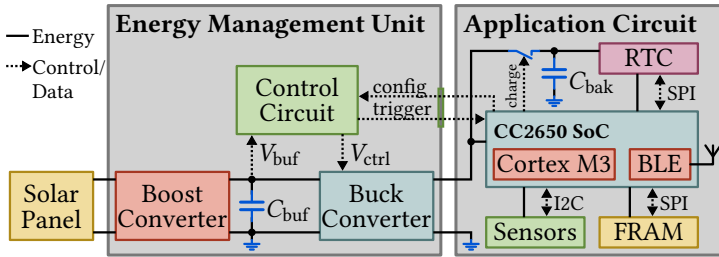 Energy
Control/
Data
Energy Management Unit
Application Circuit
Control
Circuit
config
trigger
charge
C_bak
RTC
SPI
CC2650 SoC
Cortex M3
BLE
V_buf
V_ctrl
Solar
Panel
Boost
Converter
C_buf
Buck
Converter
I2C
SPI
Sensors
FRAM